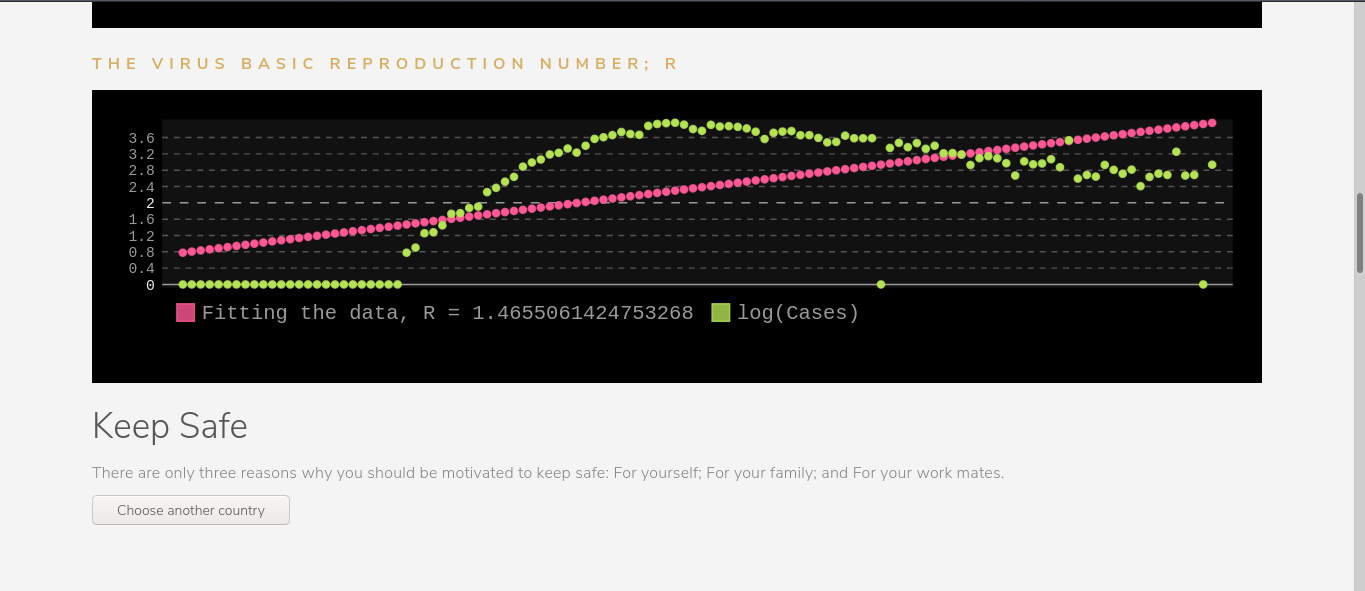 THE VIRUS BASIC REPRODUCTION NUMBER; R
3.6
3.2
2.8
2.4
2
1.6
1.2
0.8
0.4
0
Fitting the data, R = 1.4655061424753268 log(Cases)
Keep Safe
There are only three reasons why you should be motivated to keep safe: For yourself; For your family; and For your work mates.
Choose another country